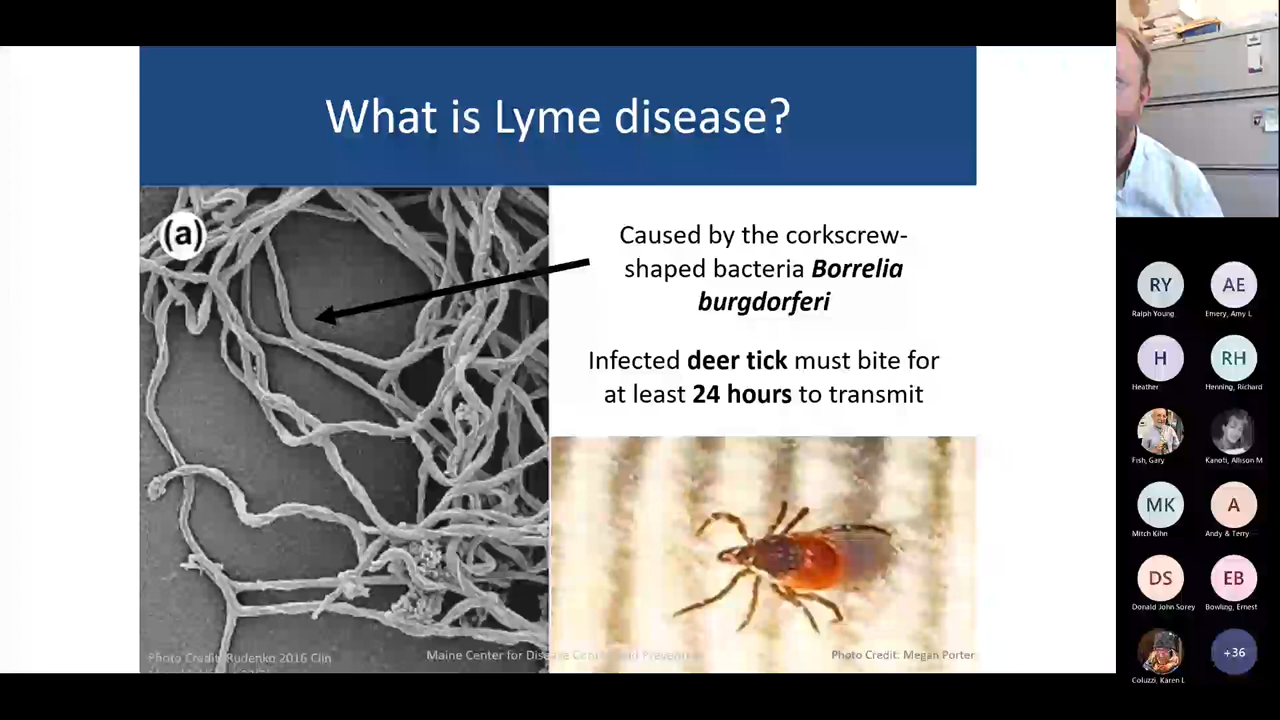 What is Lyme disease?
(a)
Caused by the corkscrew-
shaped bacteria Borrelia
burgdorferi
Infected deer tick must bite for
at least 24 hours to transmit
Photo Credit: Rudenko 2016 Clin
Maine Center for Disease Control and Prevention
Photo Credit: Megan Porter
RY
AE
Ralph Young
Emery, Amy L
H
RH
Heather
Henning, Richard
Fish, Gary
Kanoti, Allison M
MK
A
Mitch Kihn
Andy & Terry
DS
EB
Donald John Sorey
Bowling, Ernest
+36
Coluzzi, Karen L